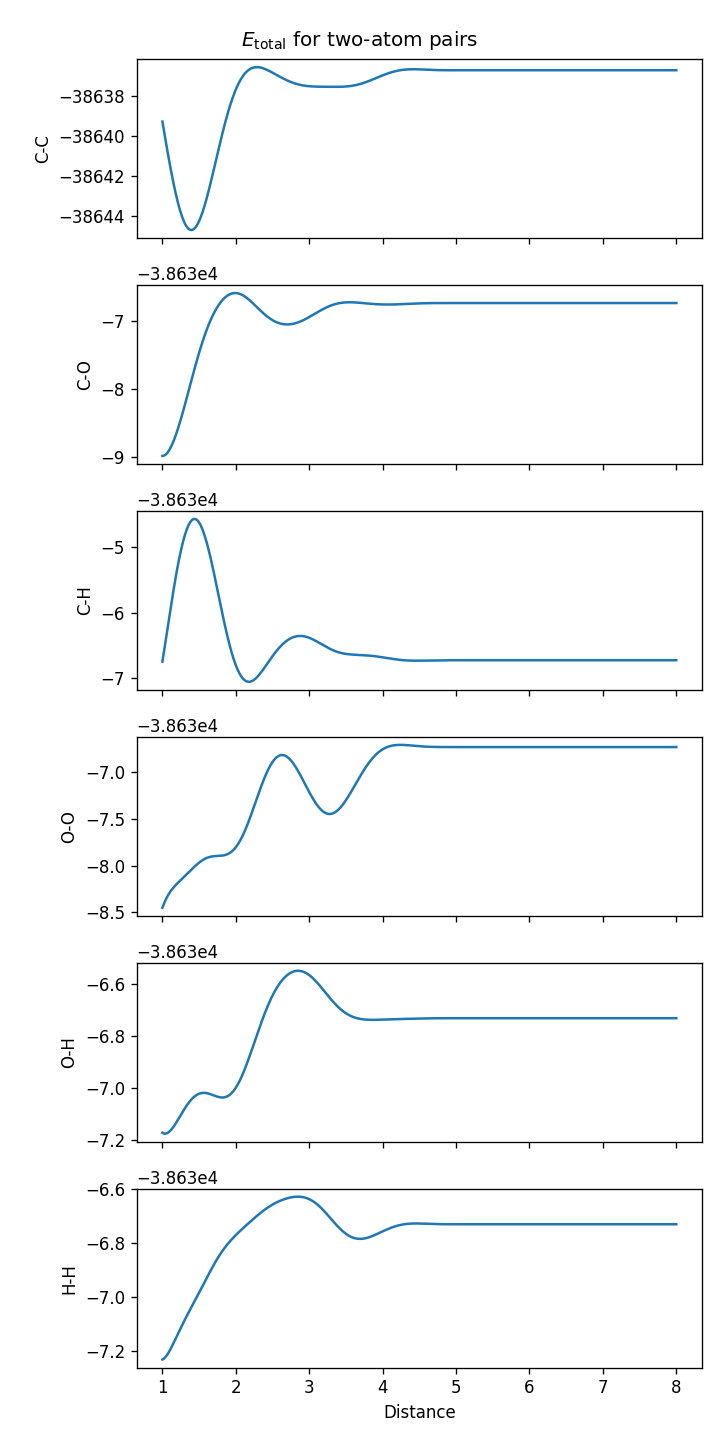 E_total for two-atom pairs
−38638
−38640
−38642
−38644
C-C
−3.863e4
−7
−8
−9
C-O
−3.863e4
−5
−6
−7
C-H
−3.863e4
−7.0
−7.5
−8.0
−8.5
O-O
−3.863e4
−6.6
−6.8
−7.0
−7.2
O-H
−3.863e4
−6.6
−6.8
−7.0
−7.2
H-H
1 2 3 4 5 6 7 8
Distance